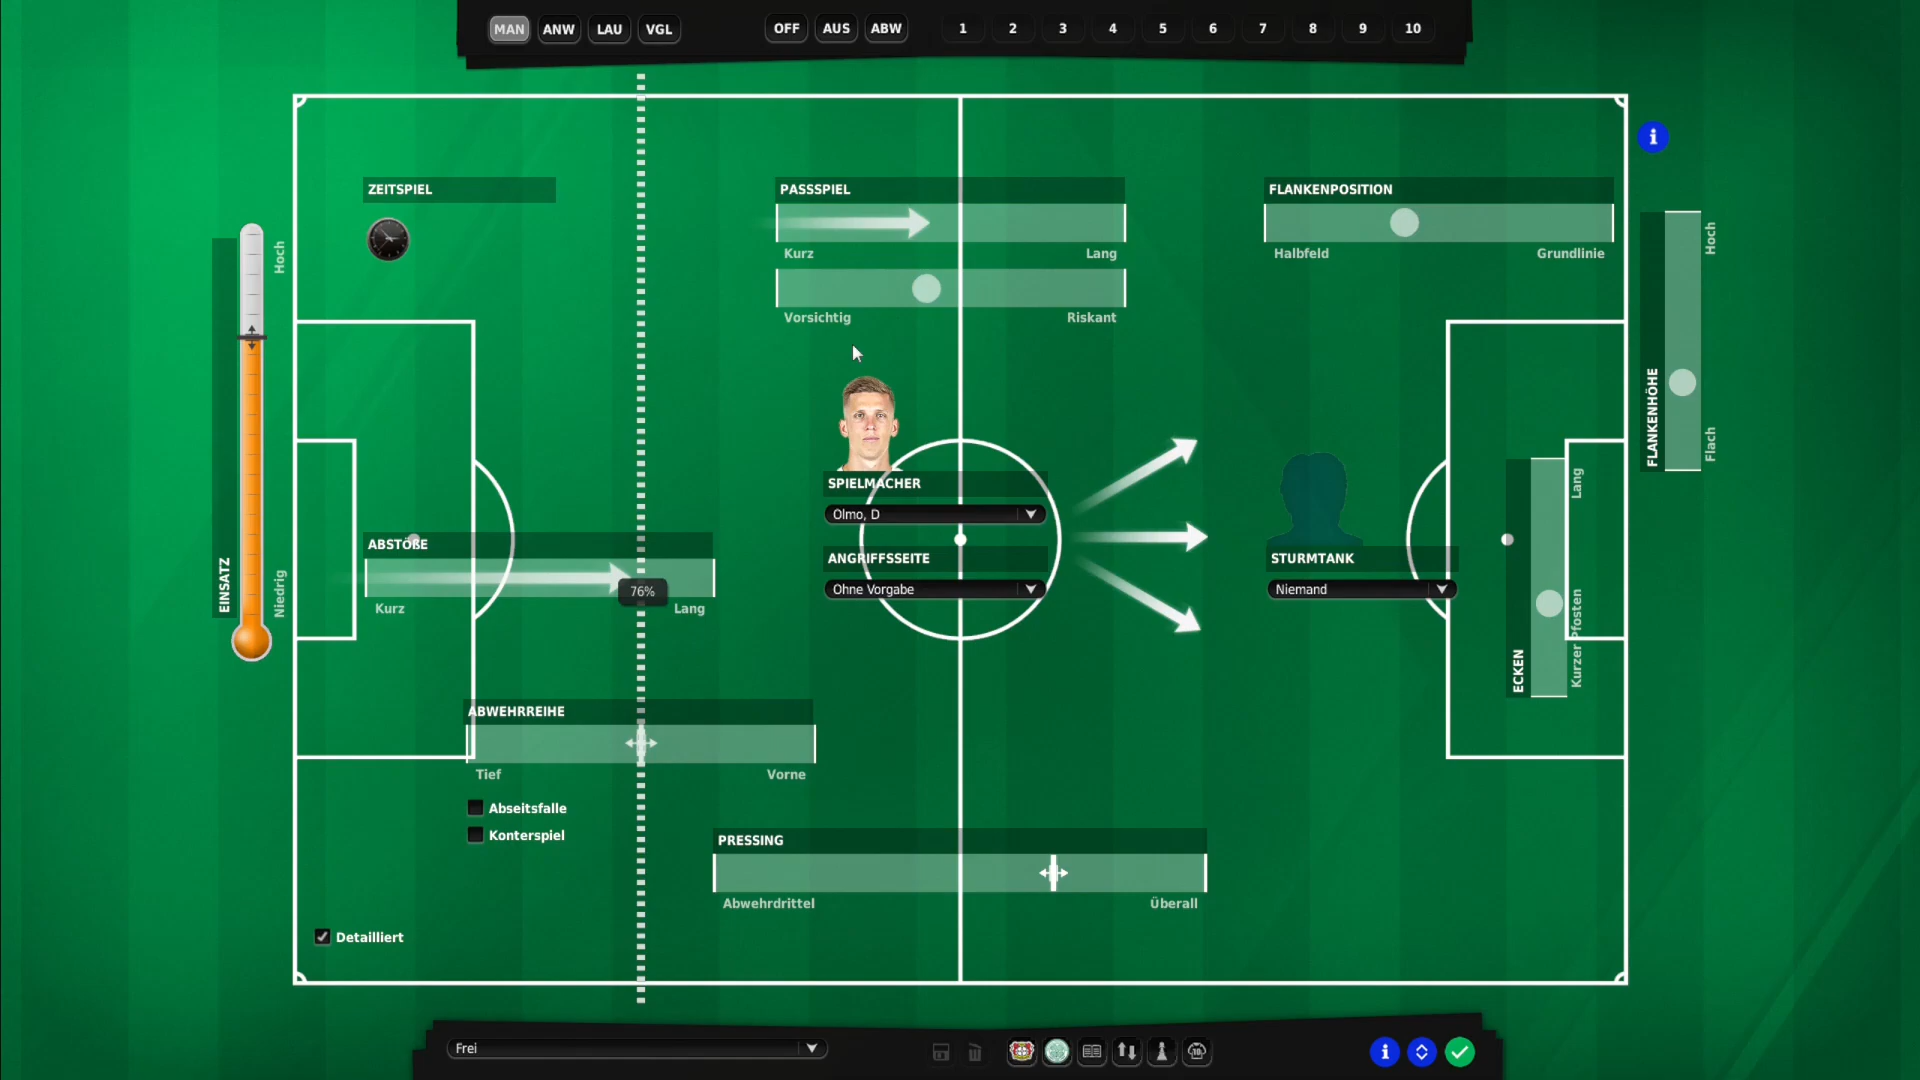 MAN ANW LAU VGL OFF AUS ABW 1 2 3 4 5 6 7 8 9 10
ZEITSPIEL
PASSSPIEL
Kurz Lang
Vorsichtig Riskant
FLANKENPOSITION
Halbfeld Grundlinie
FLANKENHÖHE
Hoch
Flach
EINSATZ
Hoch
Niedrig
SPIELMACHER
Olmo, D
ANGRIFFSSEITE
Ohne Vorgabe
STURMTANK
Niemand
ECKEN
Lang
Kurzer Pfosten
ABSTÖßE
76%
Kurz Lang
ABWEHRREIHE
Tief Vorne
Abseitsfalle
Konterspiel
PRESSING
Abwehrdrittel Überall
Detailliert
Frei